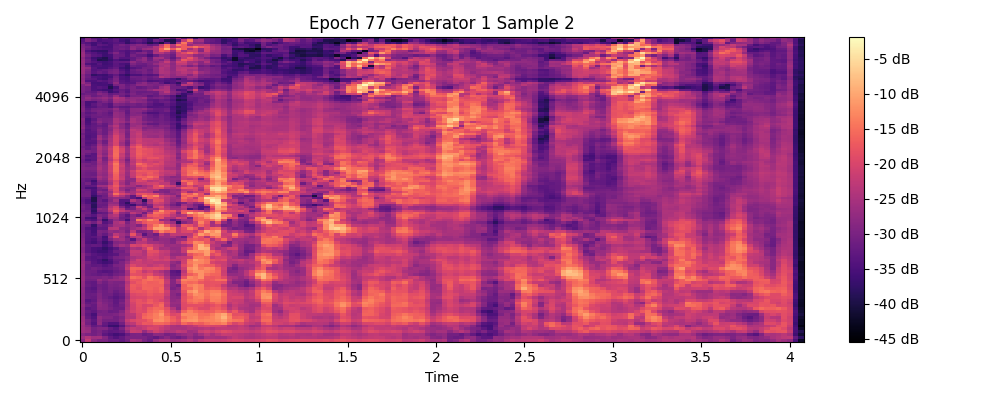 Epoch 77 Generator 1 Sample 2
Hz
4096
2048
1024
512
0
0
0.5
1
1.5
2
2.5
3
3.5
4
Time
-5 dB
-10 dB
-15 dB
-20 dB
-25 dB
-30 dB
-35 dB
-40 dB
-45 dB